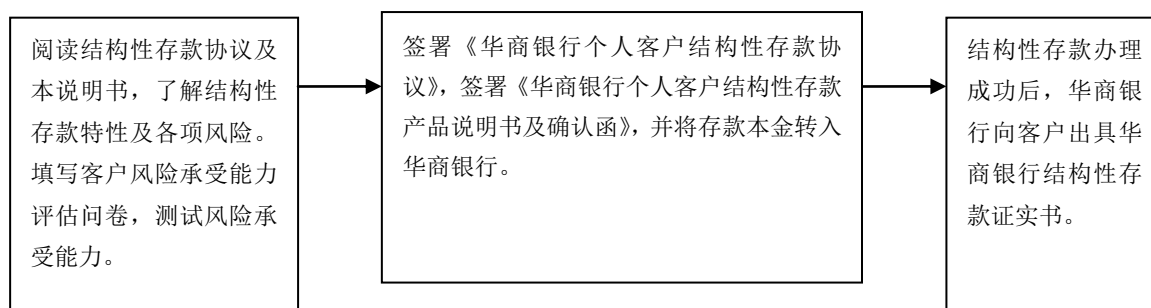 阅读结构性存款协议及
本说明书，了解结构性
存款特性及各项风险。
填写客户风险承受能力
评估问卷，测试风险承
受能力。
签署《华商银行个人客户结构性存款协
议》，签署《华商银行个人客户结构性存款
产品说明书及确认函》，并将存款本金转入
华商银行。
结构性存款办理
成功后，华商银
行向客户出具华
商银行结构性存
款证实书。